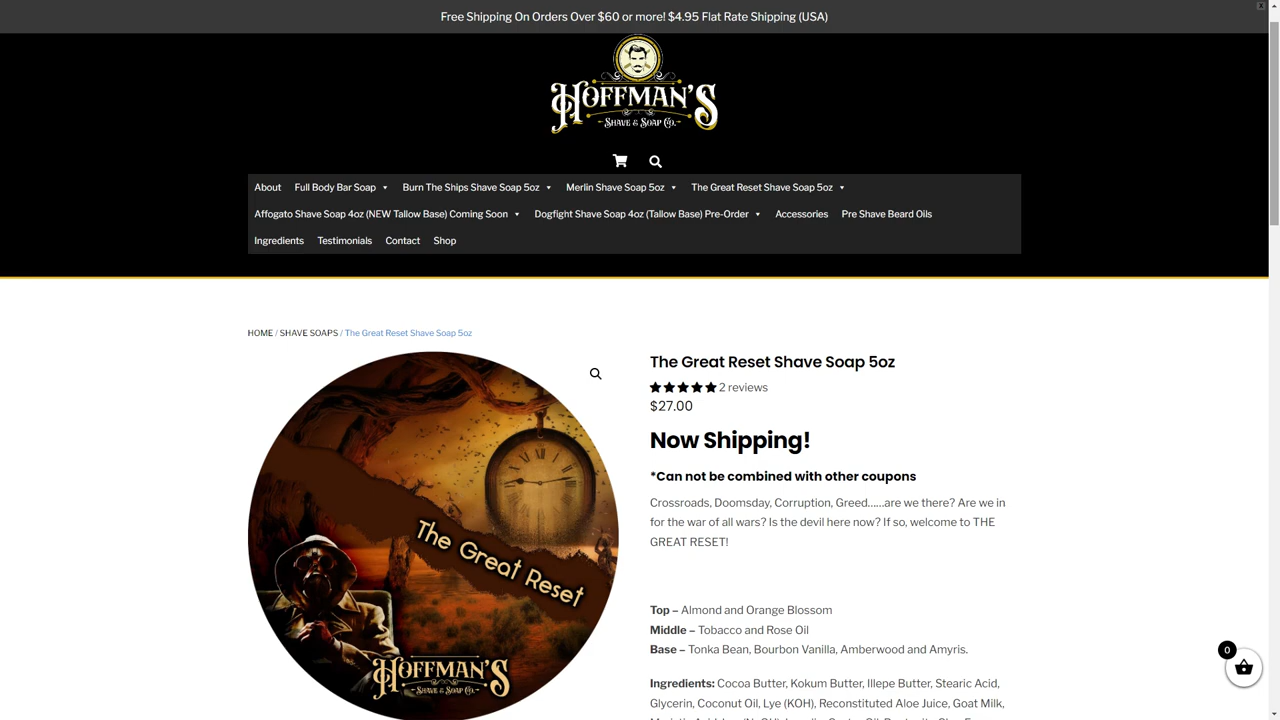 Free Shipping On Orders Over $60 or more! $4.95 Flat Rate Shipping (USA)
X
HOFFMAN'S
SHAVE & SOAP CO.
About Full Body Bar Soap Burn The Ships Shave Soap 5oz Merlin Shave Soap 5oz The Great Reset Shave Soap 5oz
Affogato Shave Soap 4oz (NEW Tallow Base) Coming Soon Dogfight Shave Soap 4oz (Tallow Base) Pre-Order Accessories Pre Shave Beard Oils
Ingredients Testimonials Contact Shop
HOME / SHAVE SOAPS / The Great Reset Shave Soap 5oz
The Great Reset
HOFFMAN'S
SHAVE & SOAP CO.
The Great Reset Shave Soap 5oz
2 reviews
$27.00
Now Shipping!
*Can not be combined with other coupons
Crossroads, Doomsday, Corruption, Greed……are we there? Are we in
for the war of all wars? Is the devil here now? If so, welcome to THE
GREAT RESET!
Top – Almond and Orange Blossom
Middle – Tobacco and Rose Oil
Base – Tonka Bean, Bourbon Vanilla, Amberwood and Amyris.
Ingredients: Cocoa Butter, Kokum Butter, Illepe Butter, Stearic Acid,
Glycerin, Coconut Oil, Lye (KOH), Reconstituted Aloe Juice, Goat Milk,
0